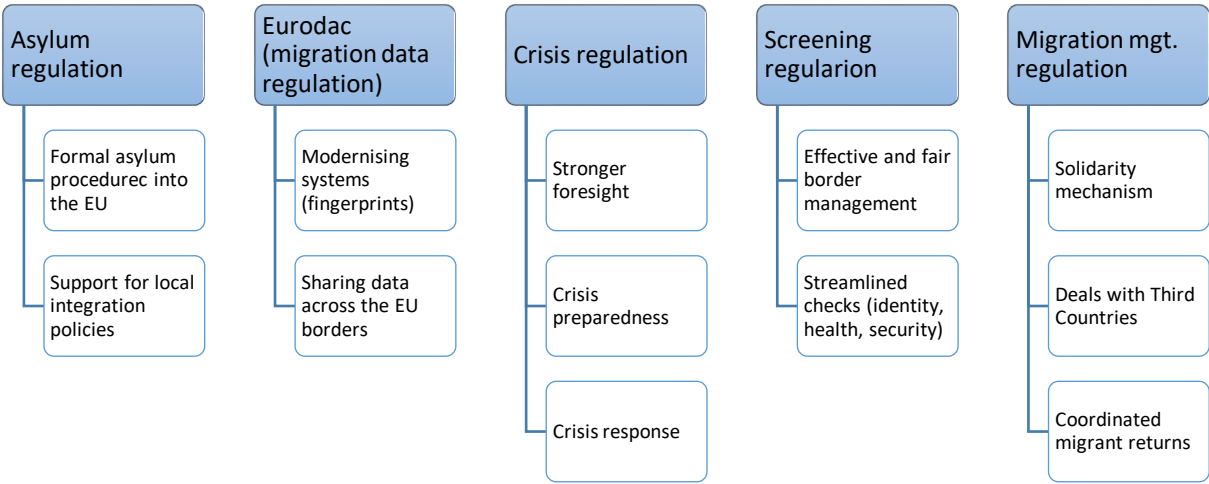 Asylum
regulation
Formal asylum
procedurec into
the EU
Support for local
integration
policies
Eurodac
(migration data
regulation)
Modernising
systems
(fingerprints)
Sharing data
across the EU
borders
Crisis regulation
Stronger
foresight
Crisis
preparedness
Crisis response
Screening
regularion
Effective and fair
border
management
Streamlined
checks (identity,
health, security)
Migration mgt.
regulation
Solidarity
mechanism
Deals with Third
Countries
Coordinated
migrant returns